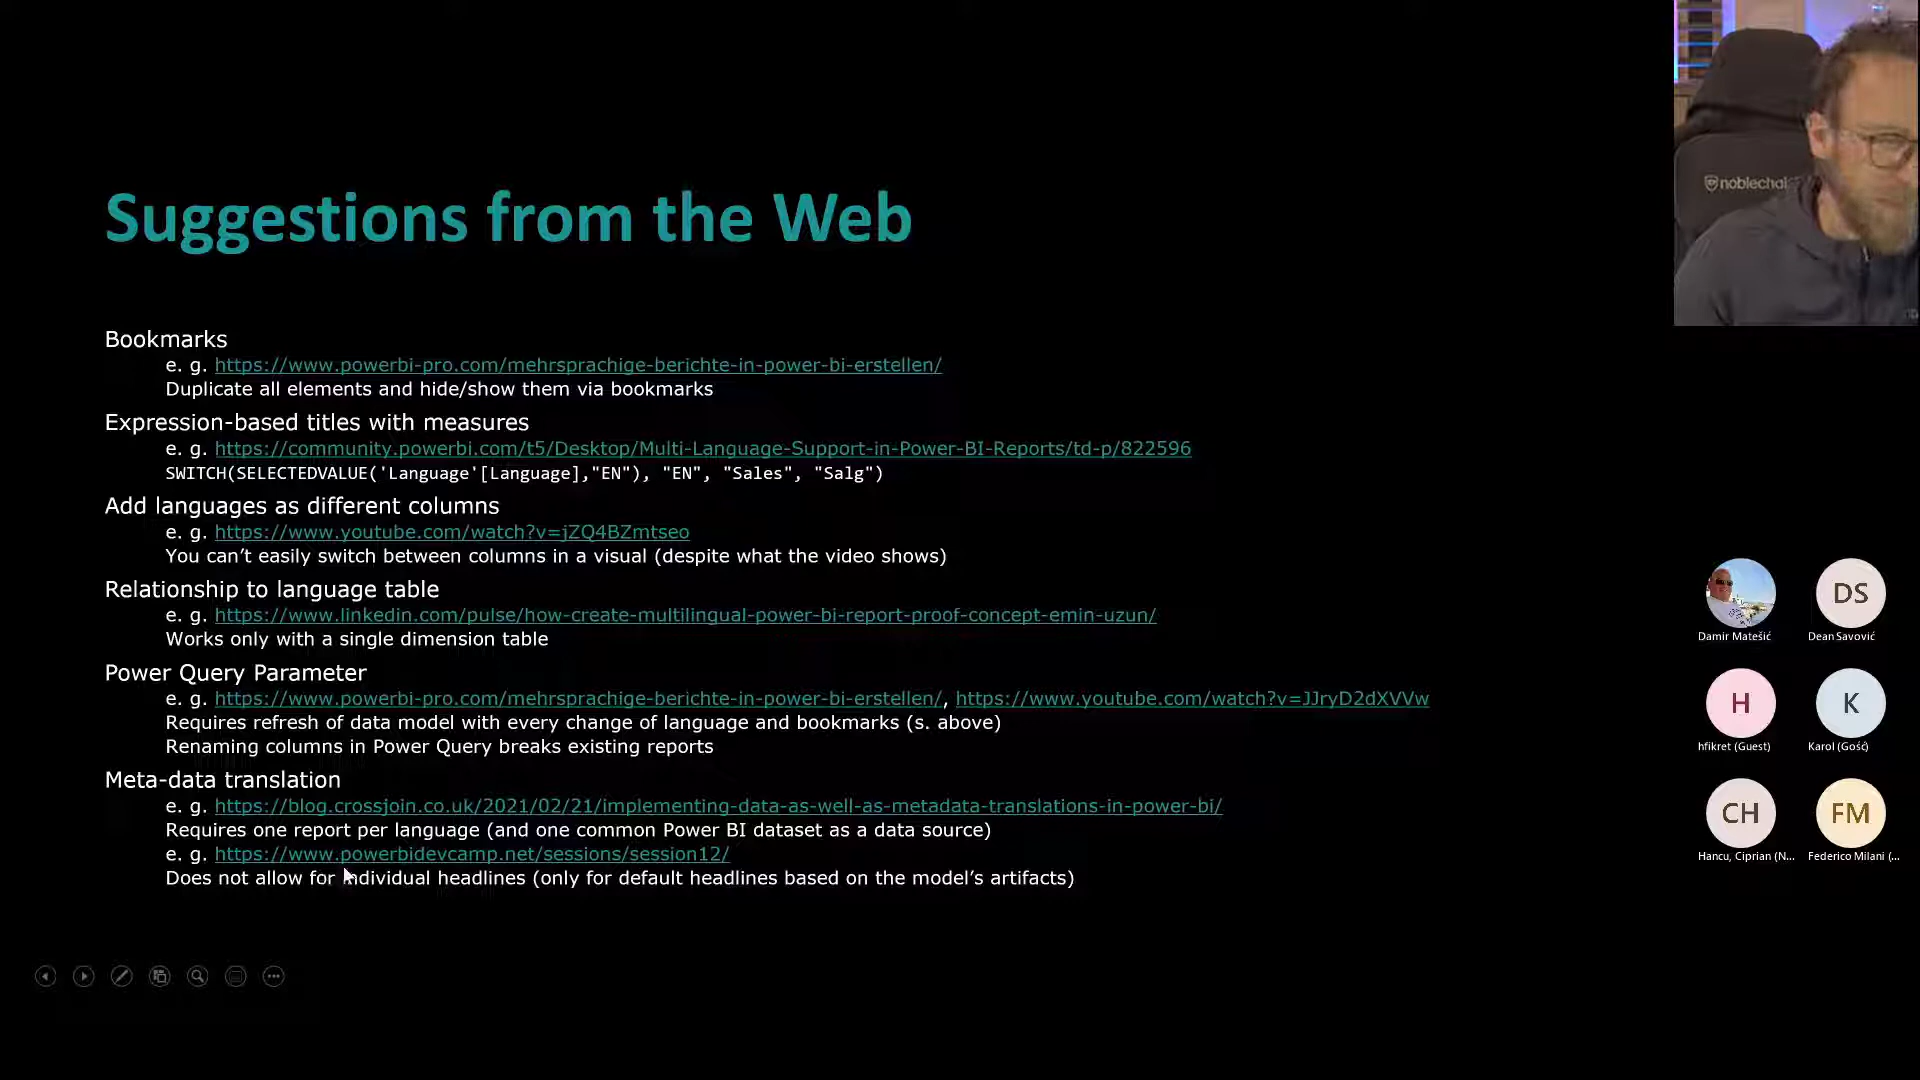 Suggestions from the Web
Bookmarks
e. g. https://www.powerbi-pro.com/mehrsprachige-berichte-in-power-bi-erstellen/
Duplicate all elements and hide/show them via bookmarks
Expression-based titles with measures
e. g. https://community.powerbi.com/t5/Desktop/Multi-Language-Support-in-Power-BI-Reports/td-p/822596
SWITCH(SELECTEDVALUE('Language'[Language],"EN"), "EN", "Sales", "Salg")
Add languages as different columns
e. g. https://www.youtube.com/watch?v=jZQ4BZmtseo
You can’t easily switch between columns in a visual (despite what the video shows)
Relationship to language table
e. g. https://www.linkedin.com/pulse/how-create-multilingual-power-bi-report-proof-concept-emin-uzun/
Works only with a single dimension table
Power Query Parameter
e. g. https://www.powerbi-pro.com/mehrsprachige-berichte-in-power-bi-erstellen/, https://www.youtube.com/watch?v=JJryD2dXVVw
Requires refresh of data model with every change of language and bookmarks (s. above)
Renaming columns in Power Query breaks existing reports
Meta-data translation
e. g. https://blog.crossjoin.co.uk/2021/02/21/implementing-data-as-well-as-metadata-translations-in-power-bi/
Requires one report per language (and one common Power BI dataset as a data source)
e. g. https://www.powerbidevcamp.net/sessions/session12/
Does not allow for individual headlines (only for default headlines based on the model’s artifacts)
noblechai
DS
Damir Matešić
Dean Savović
H
K
hfikret (Guest)
Karol (Gość)
CH
FM
Hancu, Ciprian (N...
Federico Milani (...